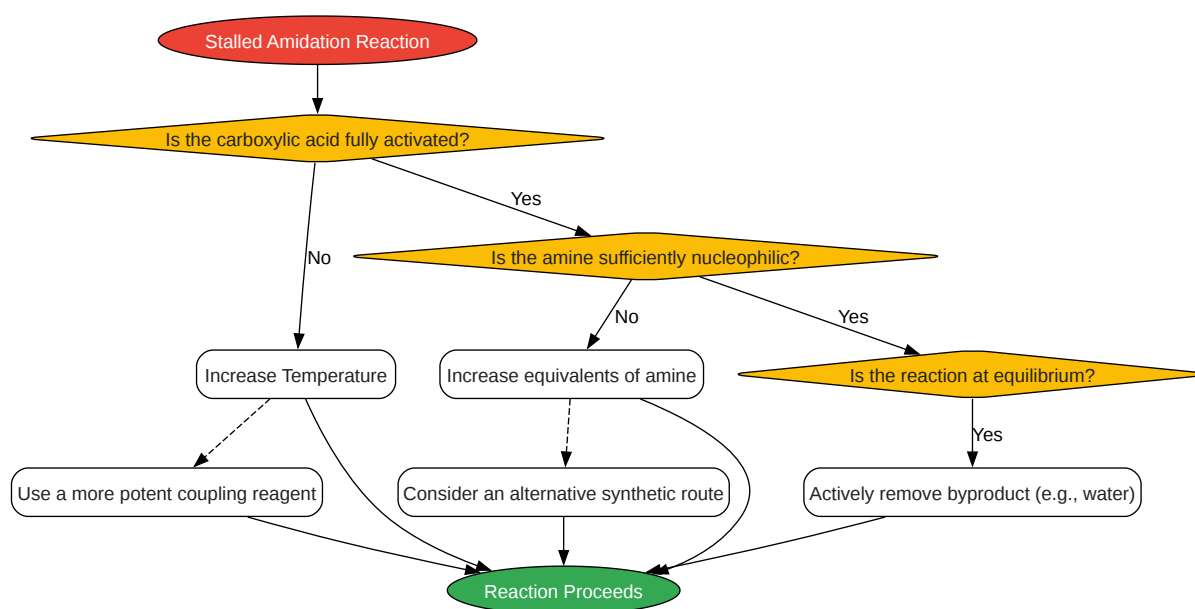 Stalled Amidation Reaction
Is the carboxylic acid fully activated?
Yes
Is the amine sufficiently nucleophilic?
No
No
Yes
Increase Temperature
Increase equivalents of amine
Is the reaction at equilibrium?
Yes
Use a more potent coupling reagent
Consider an alternative synthetic route
Actively remove byproduct (e.g., water)
Reaction Proceeds